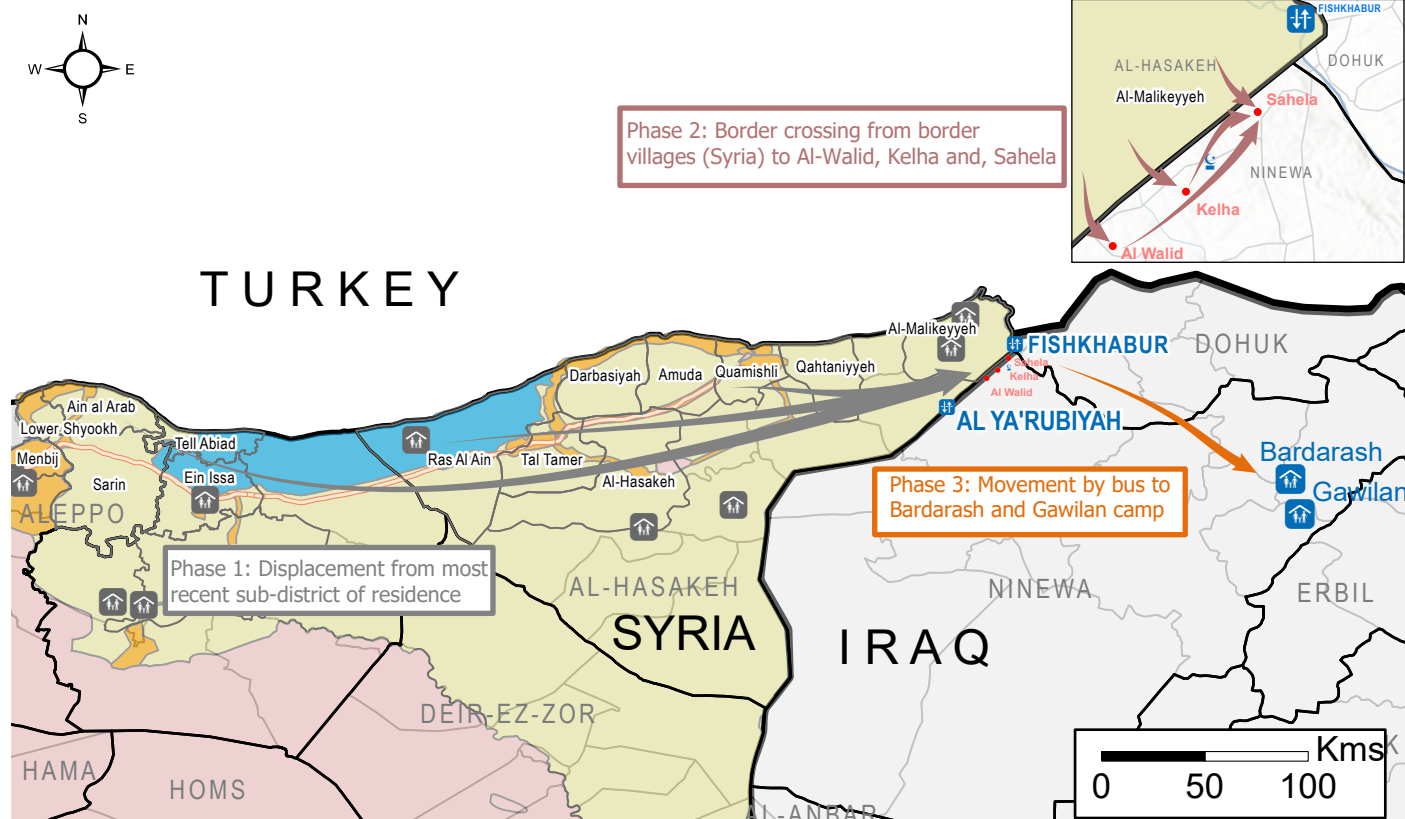 N
W
E
S
FISHKHABUR
DOHUK
AL-HASAKEH
Al-Malikeyyeh
Sahela
NINEWA
Kelha
Al Walid
Phase 2: Border crossing from border
villages (Syria) to Al-Walid, Kelha and, Sahela
TURKEY
Al-Malikeyyeh
FISHKHABUR
DOHUK
Sahela
Kelha
Al Walid
Darbasiyah
Amuda
Quamishli
Qahtaniyyeh
Ain al Arab
Lower Shyookh
Tell Abiad
AL YA'RUBIYAH
Menbij
Sarin
Ein Issa
Ras Al Ain
Tal Tamer
Al-Hasakeh
Bardarash
Gawilan
ALEPPO
Phase 3: Movement by bus to
Bardarash and Gawilan camp
Phase 1: Displacement from most
recent sub-district of residence
AL-HASAKEH
NINEWA
ERBIL
SYRIA
IRAQ
DEIR-EZ-ZOR
HAMA
HOMS
AL-ANBAR
Kms
0
50
100